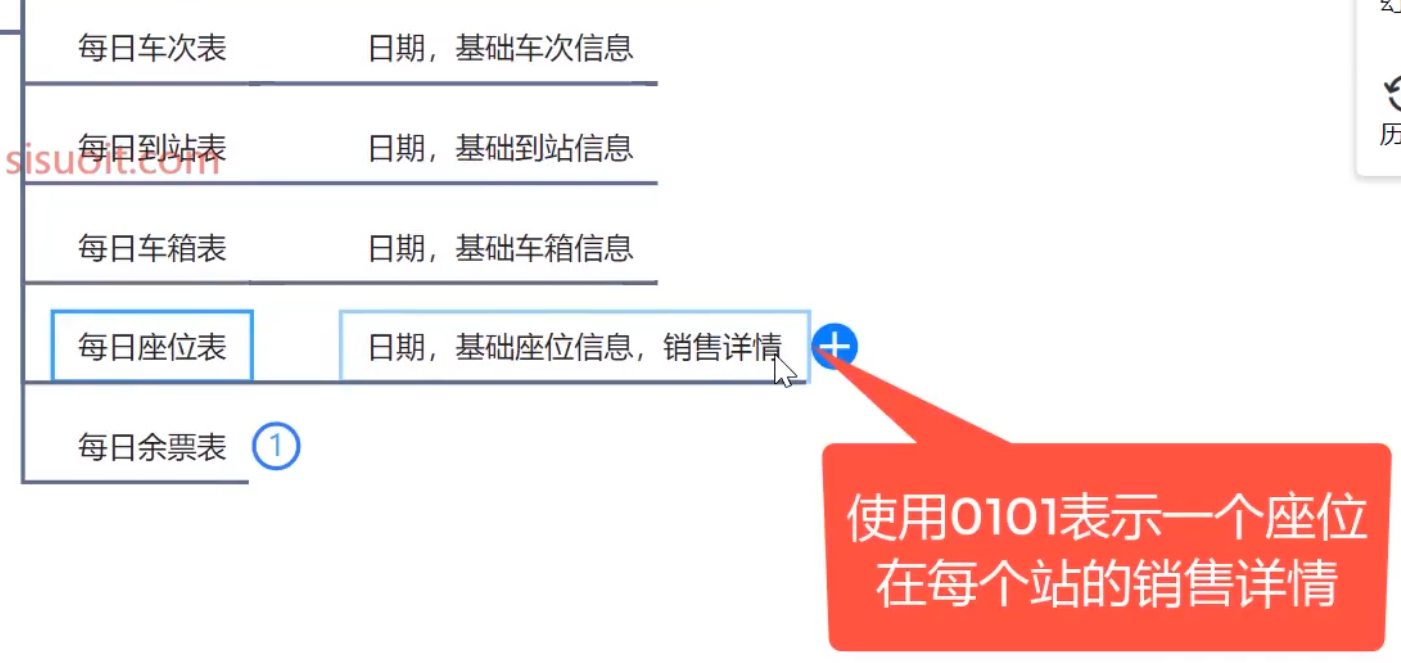 每日车次表 日期，基础车次信息
每日到站表 日期，基础到站信息
sisuoit.com
每日车箱表 日期，基础车箱信息
每日座位表 日期，基础座位信息，销售详情
每日余票表 1
使用0101表示一个座位
在每个站的销售详情
历